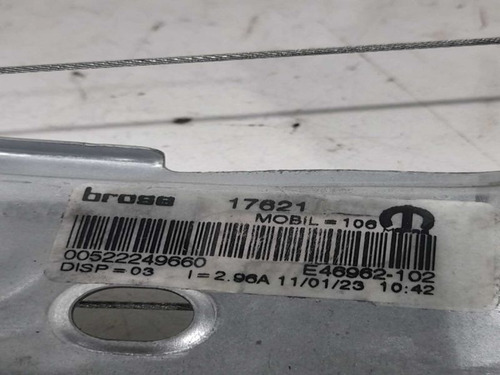 brose 17621
MOBIL = 106
00522249660 E46962-102
DISP = 03 I = 2.96A 11/01/23 10:42